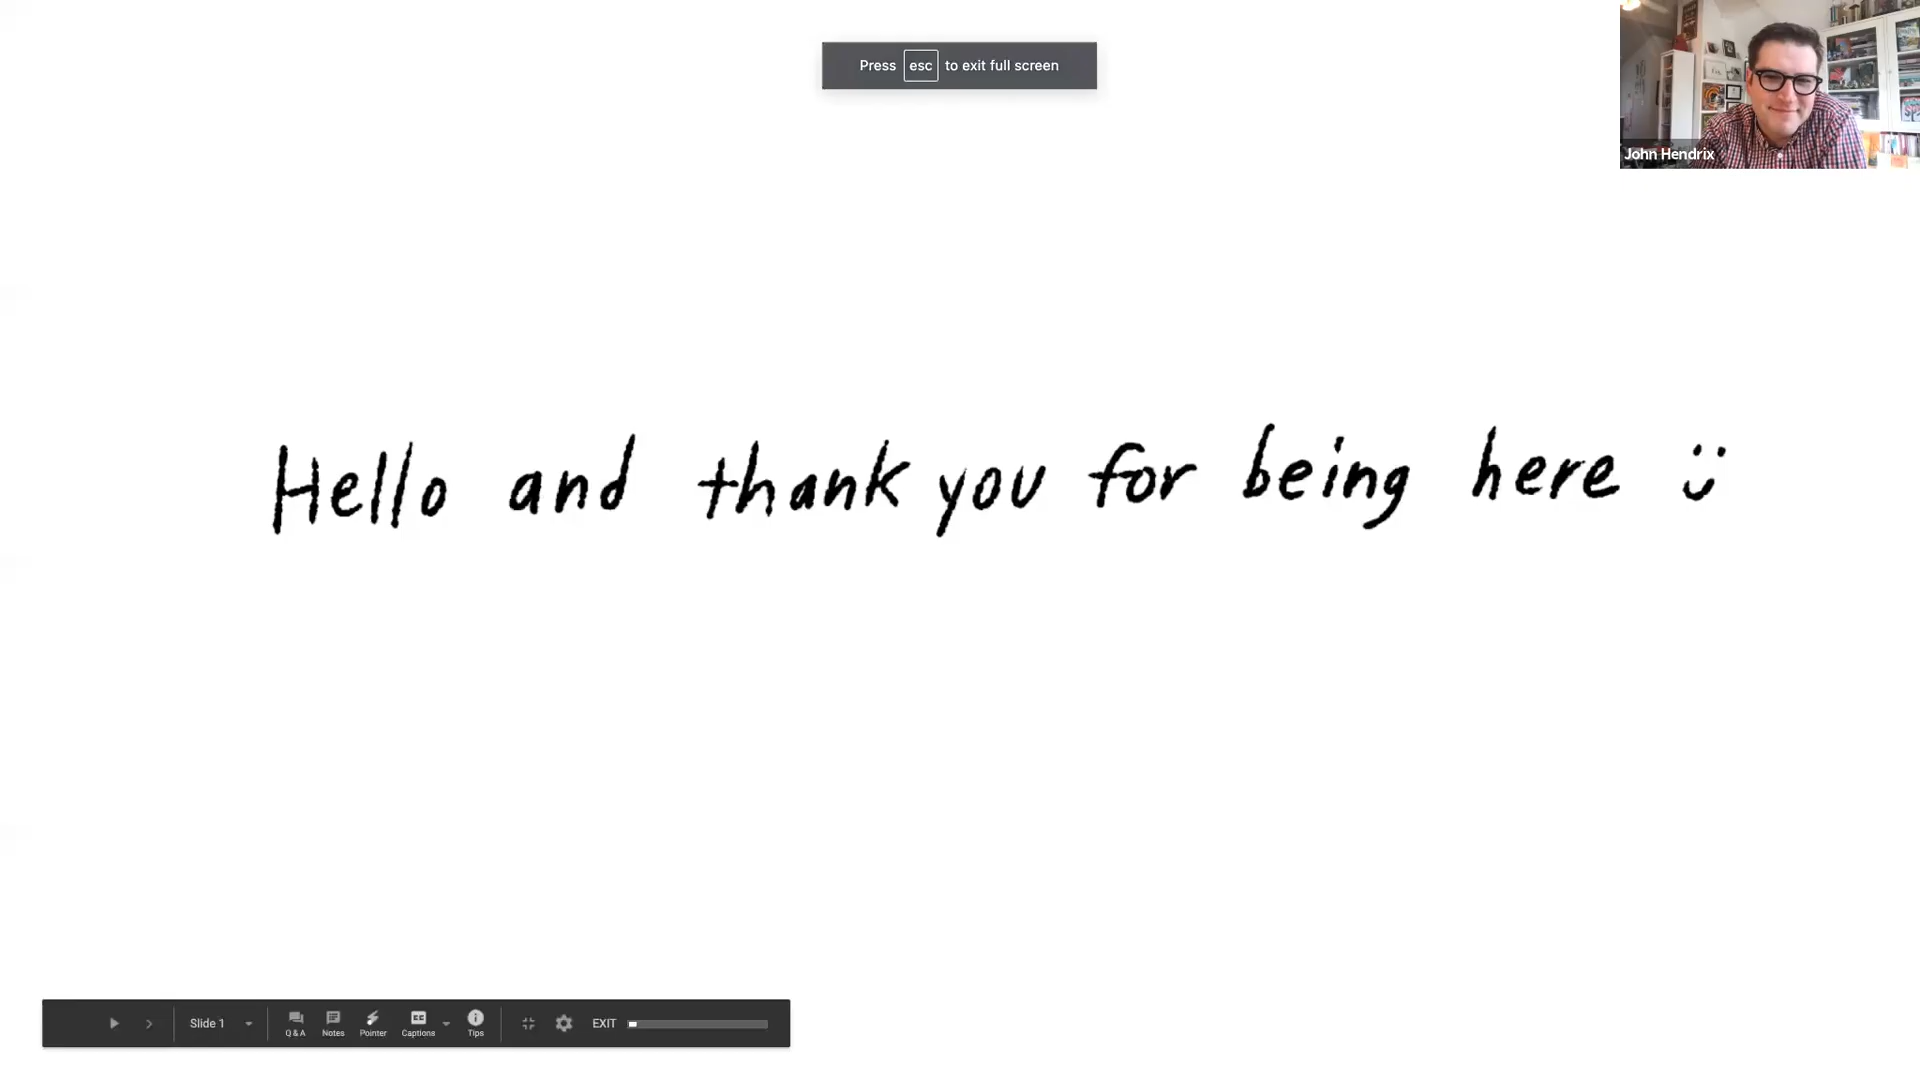 Press esc to exit full screen
John Hendrix
Hello and thank you for being here
Slide 1
Q & A
Notes
Pointer
Captions
Tips
EXIT